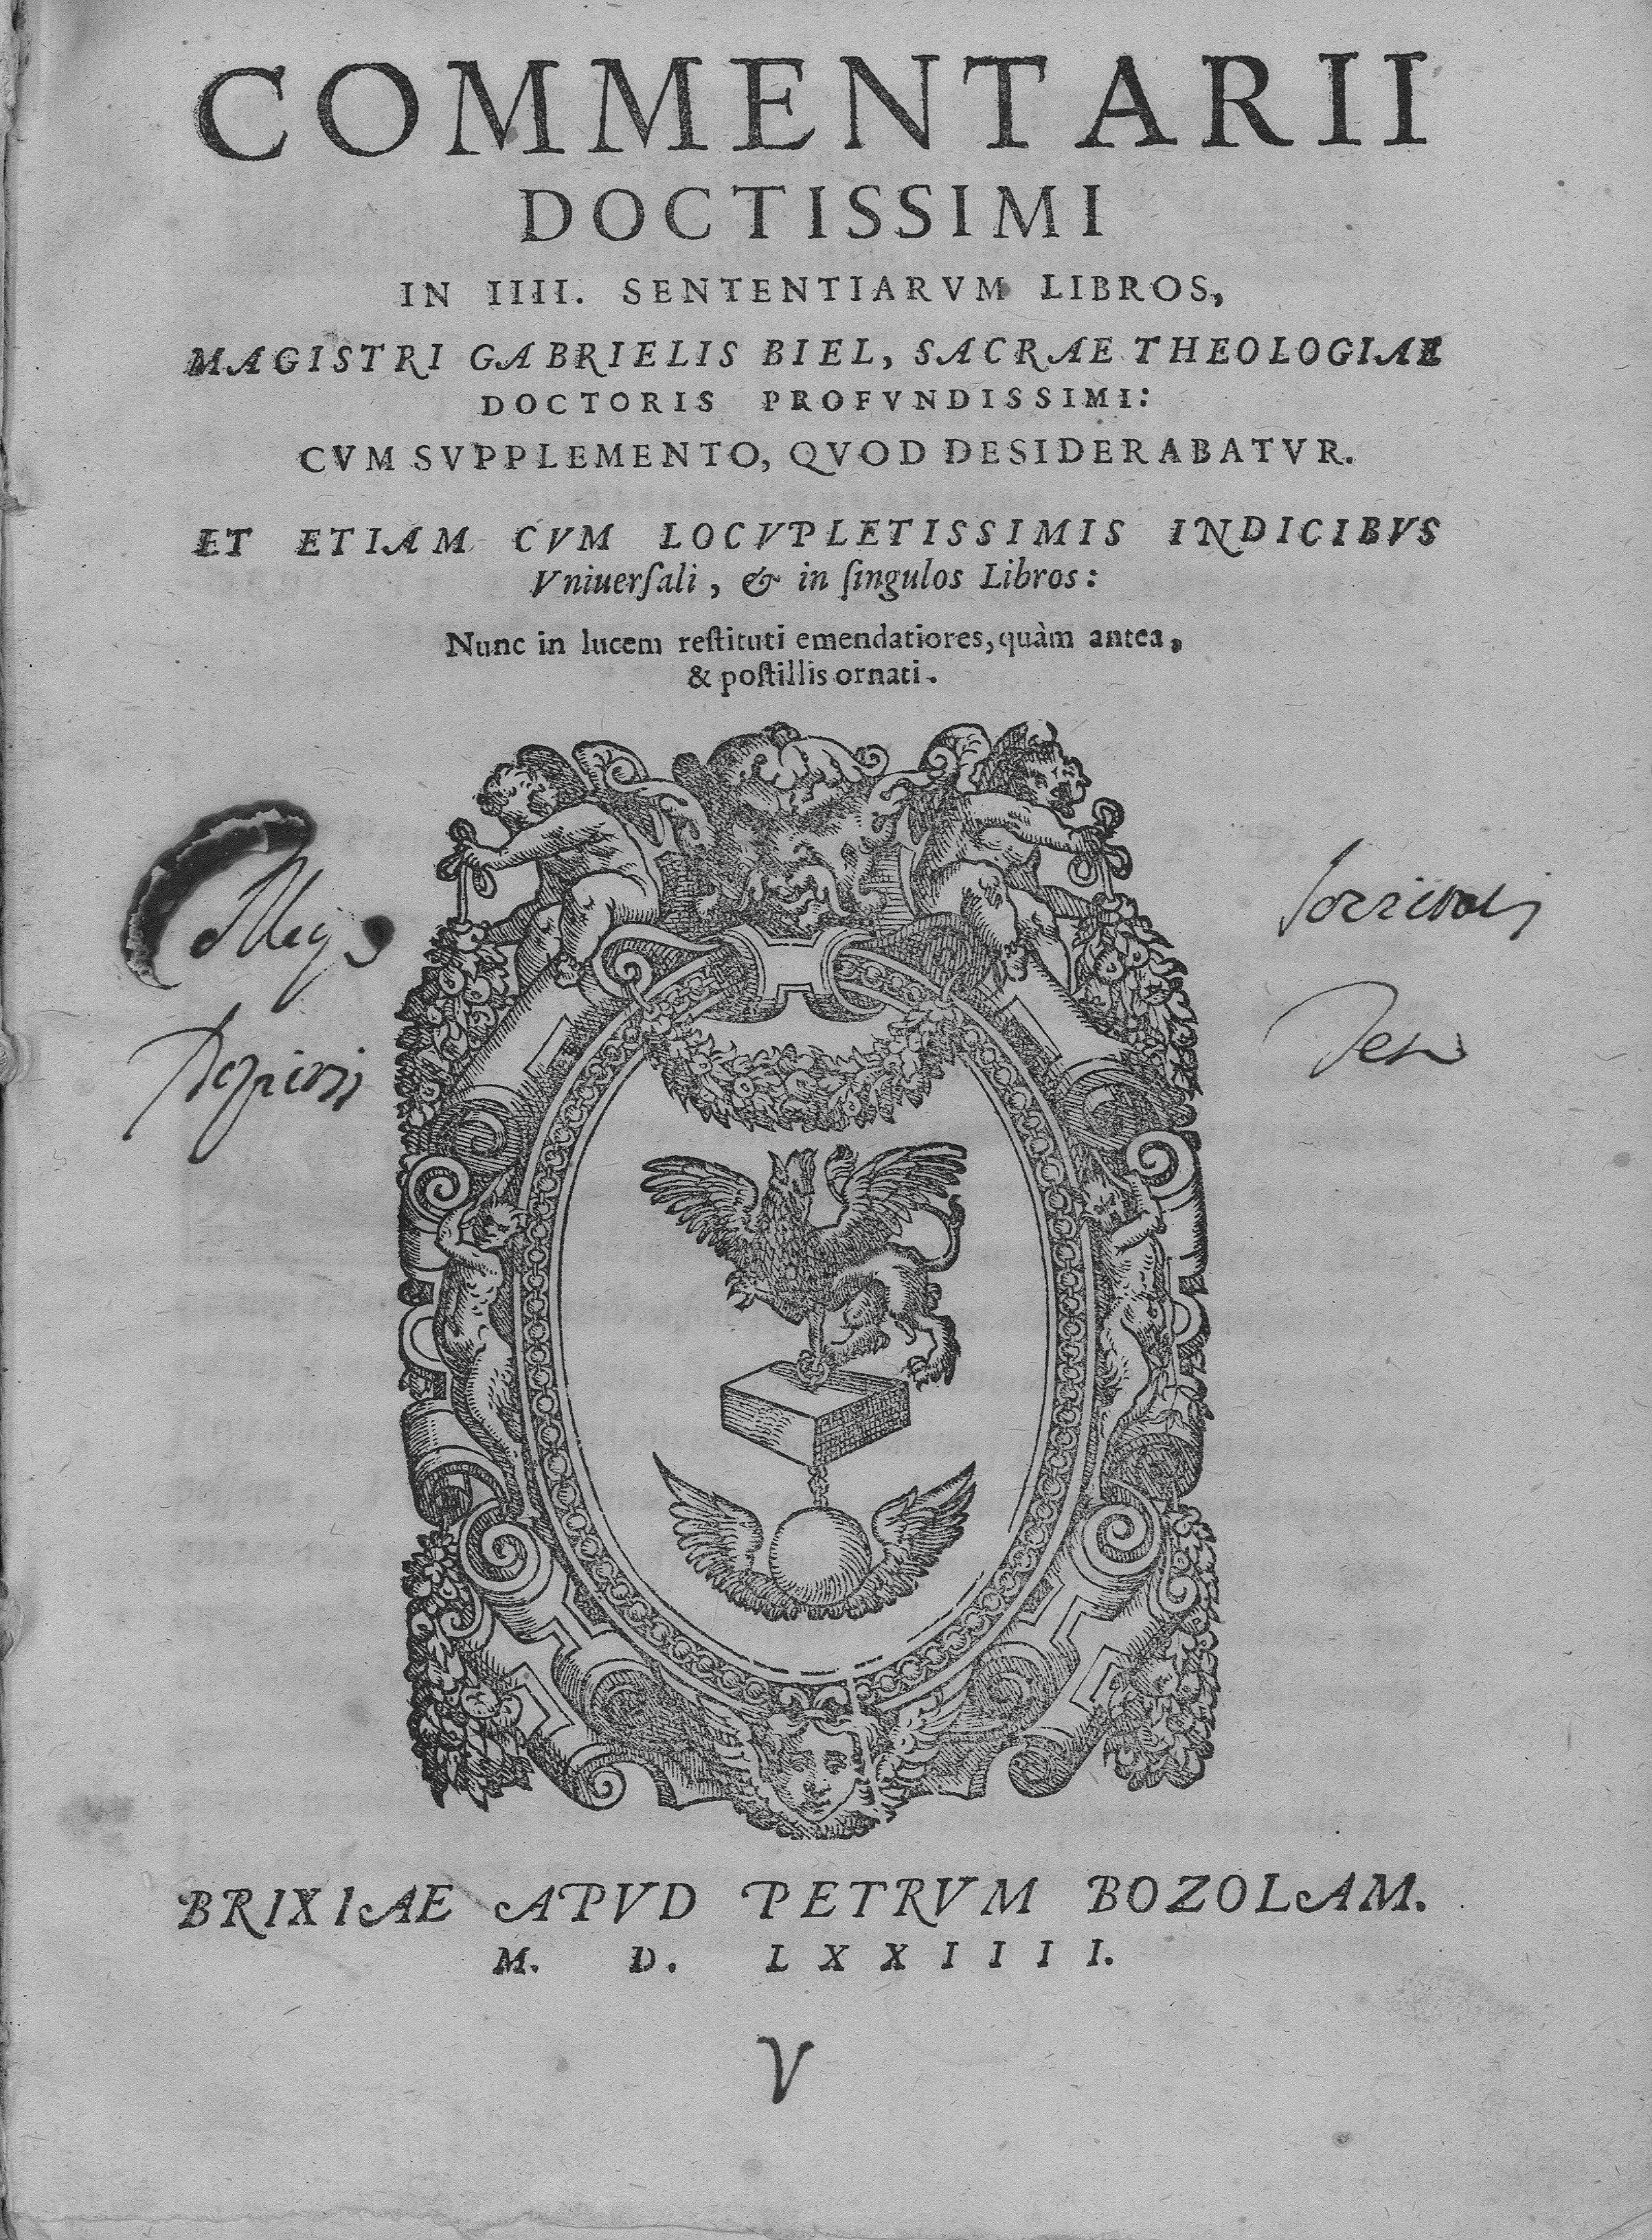 COMMENTARII
DOCTISSIMI
IN IIII. SENTENTIARVM LIBROS,
MAGISTRI GABRIELIS BIEL, SACRAE THEOLOGIAE
DOCTORIS PROFVNDISSIMI:
CVM SVPPLEMENTO, QVOD DESIDERABATVR.
ET ETIAM CVM LOCVPLETISSIMIS INDICIBVS
Vniuerſali, & in ſingulos Libros:
Nunc in lucem reſtituti emendatiores, quàm antea,
& poſtillis ornati.
BRIXIAE APVD PETRVM BOZOLAM.
M. D. LXXIIII.
V